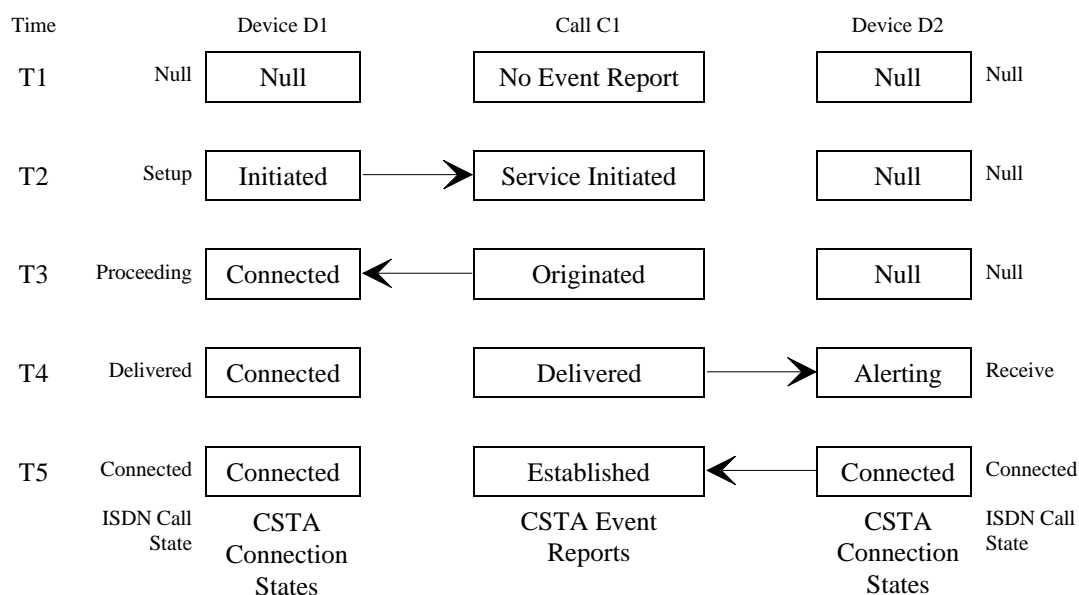 Time Device D1 Call C1 Device D2
T1 Null Null No Event Report Null Null
T2 Setup Initiated Service Initiated Null Null
T3 Proceeding Connected Originated Null Null
T4 Delivered Connected Delivered Alerting Receive
T5 Connected Connected Established Connected Connected
ISDN Call State
CSTA Connection States
CSTA Event Reports
CSTA Connection States
ISDN Call State